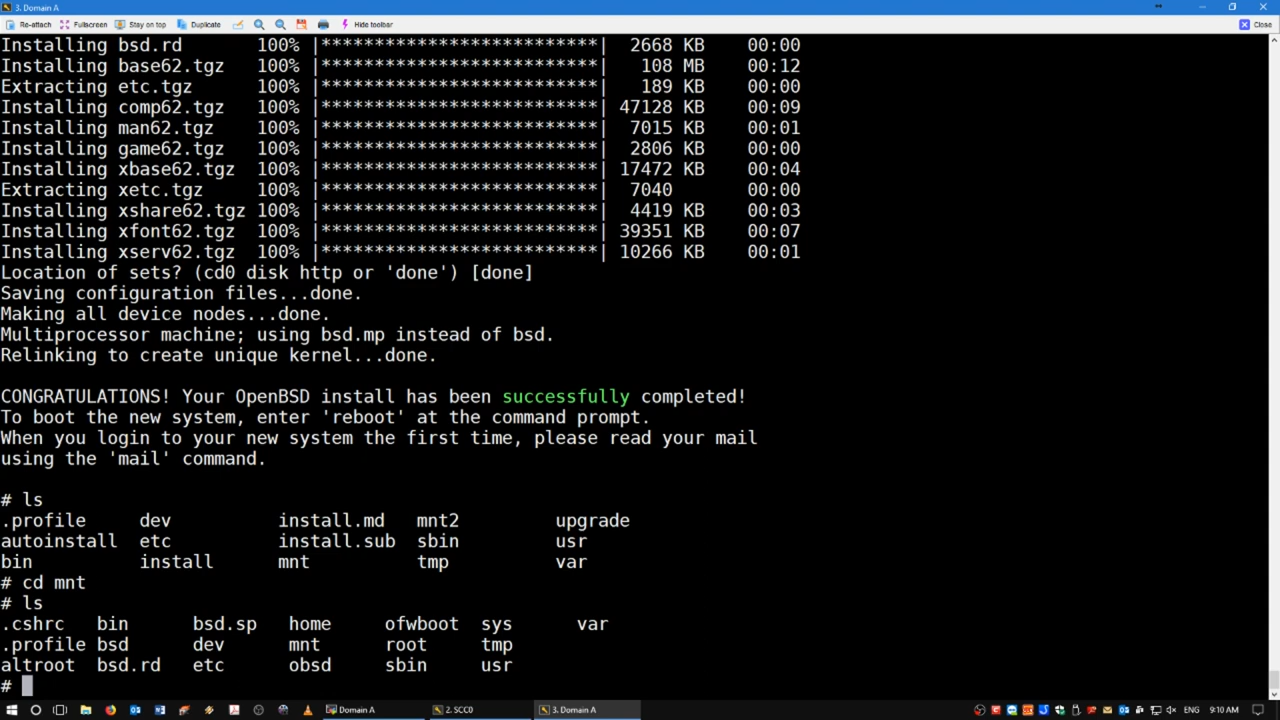 3. Domain A
Re-attach Fullscreen Stay on top Duplicate Hide toolbar Close
Installing bsd.rd 100% |**************************| 2668 KB 00:00
Installing base62.tgz 100% |**************************| 108 MB 00:12
Extracting etc.tgz 100% |**************************| 189 KB 00:00
Installing comp62.tgz 100% |**************************| 47128 KB 00:09
Installing man62.tgz 100% |**************************| 7015 KB 00:01
Installing game62.tgz 100% |**************************| 2806 KB 00:00
Installing xbase62.tgz 100% |**************************| 17472 KB 00:04
Extracting xetc.tgz 100% |**************************| 7040 00:00
Installing xshare62.tgz 100% |**************************| 4419 KB 00:03
Installing xfont62.tgz 100% |**************************| 39351 KB 00:07
Installing xserv62.tgz 100% |**************************| 10266 KB 00:01
Location of sets? (cd0 disk http or 'done') [done]
Saving configuration files...done.
Making all device nodes...done.
Multiprocessor machine; using bsd.mp instead of bsd.
Relinking to create unique kernel...done.
CONGRATULATIONS! Your OpenBSD install has been successfully completed!
To boot the new system, enter 'reboot' at the command prompt.
When you login to your new system the first time, please read your mail
using the 'mail' command.
# ls
.profile dev install.md mnt2 upgrade
autoinstall etc install.sub sbin usr
bin install mnt tmp var
# cd mnt
# ls
.cshrc bin bsd.sp home ofwboot sys var
.profile bsd dev mnt root tmp
altroot bsd.rd etc obsd sbin usr
#
Domain A 2. SCC0 3. Domain A ENG 9:10 AM